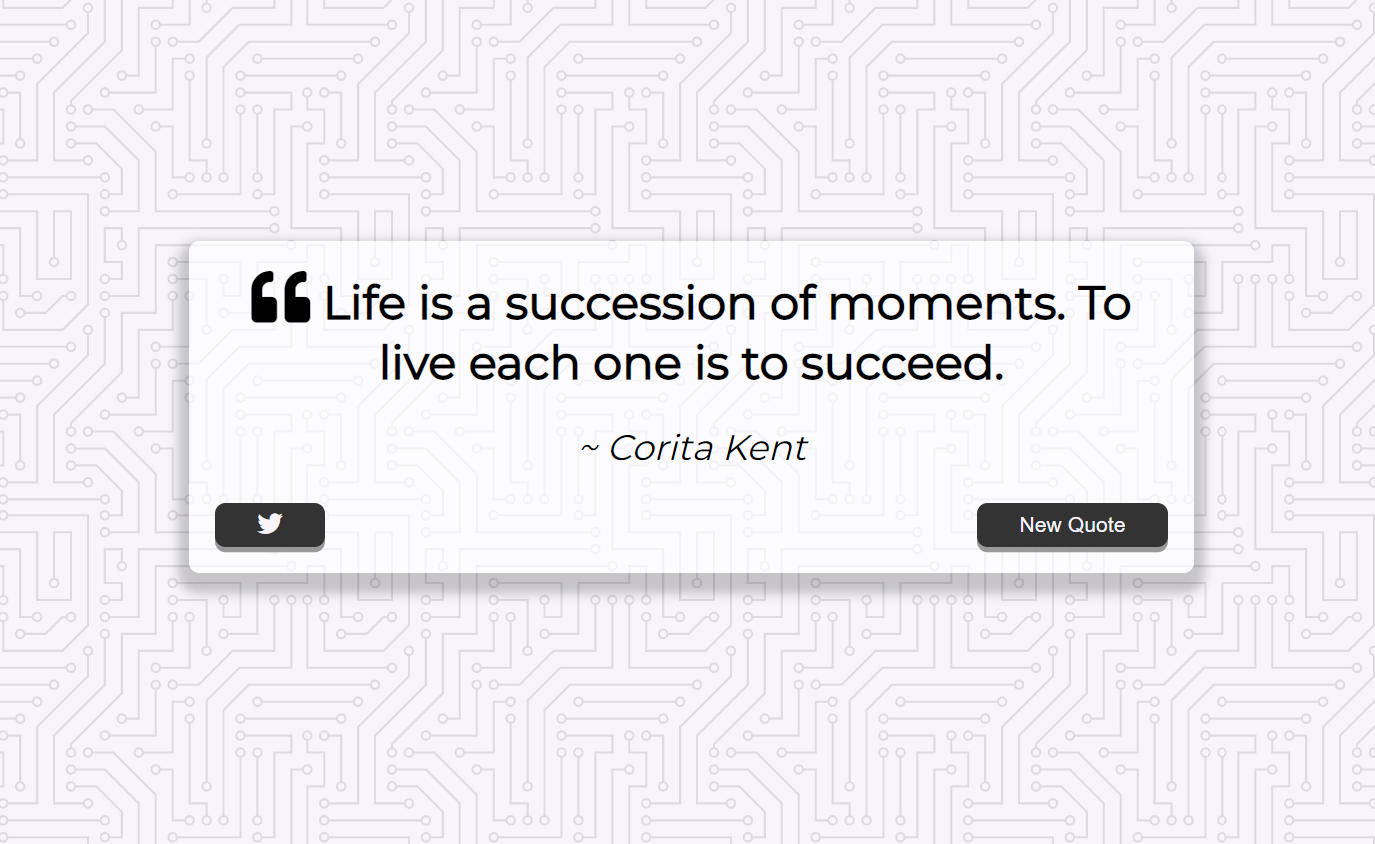 “ Life is a succession of moments. To
live each one is to succeed.
~ Corita Kent
New Quote